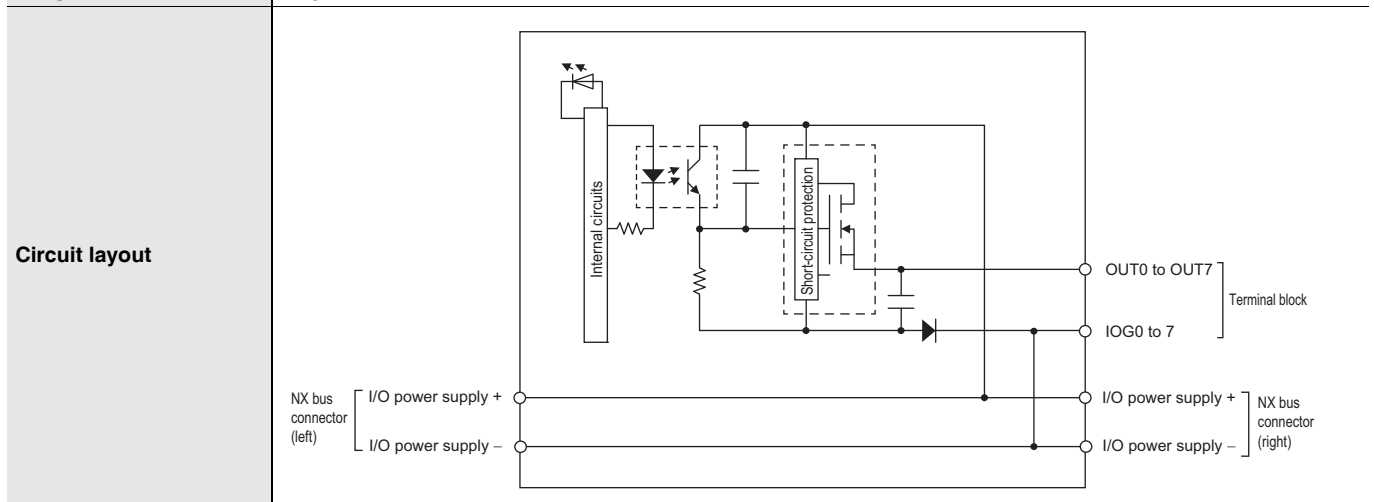 Circuit layout
Internal circuits
Short-circuit protection
OUT0 to OUT7
Terminal block
IOG0 to 7
NX bus
connector
(left)
I/O power supply +
I/O power supply –
I/O power supply +
I/O power supply –
NX bus
connector
(right)